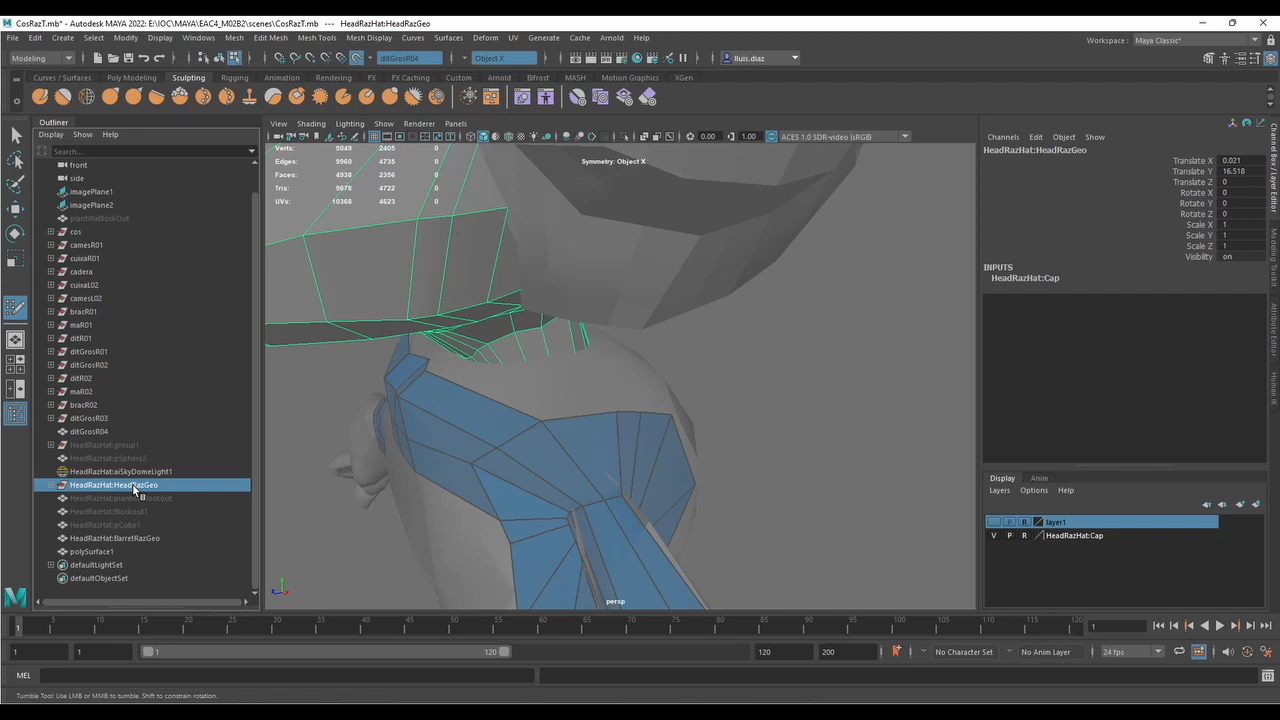 CosRazT.mb* - Autodesk MAYA 2022: E:\IOC\MAYA\EAC4_M02B2\scenes\CosRazT.mb   ---   HeadRazHat:HeadRazGeo
File Edit Create Select Modify Display Windows Mesh Edit Mesh Mesh Tools Mesh Display Curves Surfaces Deform UV Generate Cache Arnold Help
Workspace : Maya Classic*
Modeling ditGrosR04 Object X lluis.diaz
Curves / Surfaces Poly Modeling Sculpting Rigging Animation Rendering FX FX Caching Custom Arnold Bifrost MASH Motion Graphics XGen
Outliner
Display Show Help
Search...
front
side
imagePlane1
imagePlane2
plantillaBlockOut
cos
camesR01
cuixaR01
cadera
cuixaL02
camesL02
bracR01
maR01
ditR01
ditGrosR01
ditGrosR02
ditR02
maR02
bracR02
ditGrosR03
ditGrosR04
HeadRazHat:group1
HeadRazHat:pSphere2
HeadRazHat:aiSkyDomeLight1
HeadRazHat:HeadRazGeo
HeadRazHat:Blockout1
HeadRazHat:pCube1
HeadRazHat:BarretRazGeo
polySurface1
defaultLightSet
defaultObjectSet
View Shading Lighting Show Renderer Panels
0.00 1.00 ACES 1.0 SDR-video (sRGB)
Verts: 5049 2405 0
Edges: 9960 4735 0
Faces: 4938 2356 0
Tris: 9878 4722 0
UVs: 10368 4623 0
Symmetry: Object X
persp
Channels Edit Object Show
HeadRazHat:HeadRazGeo
Translate X 0.021
Translate Y 16.518
Translate Z 0
Rotate X 0
Rotate Y 0
Rotate Z 0
Scale X 1
Scale Y 1
Scale Z 1
Visibility on
INPUTS
HeadRazHat:Cap
Display Anim
Layers Options Help
P R layer1
V P R HeadRazHat:Cap
Channel Box / Layer Editor
Modeling Toolkit
Attribute Editor
Human IK
1 5 10 15 20 25 30 35 40 45 50 55 60 65 70 75 80 85 90 95 100 105 110 115 120 1
1 1 1 120 120 200 No Character Set No Anim Layer 24 fps
MEL
Tumble Tool: Use LMB or MMB to tumble. Shift to constrain rotation.